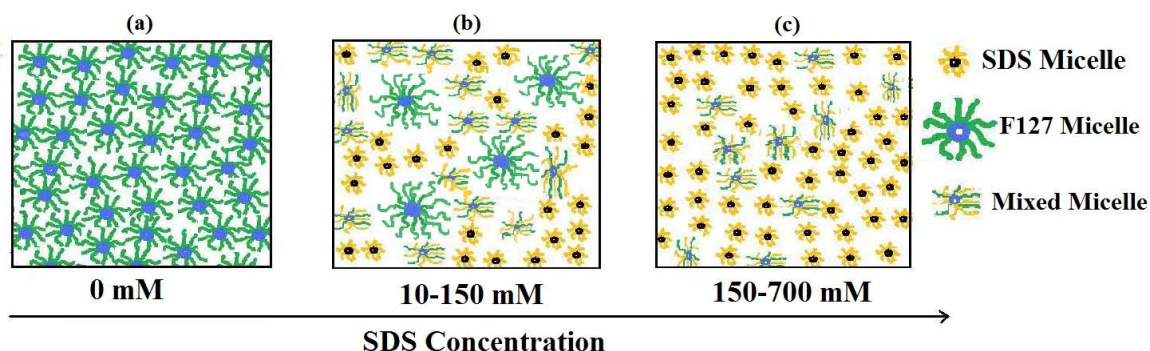 (a)
(b)
(c)
SDS Micelle
F127 Micelle
Mixed Micelle
0 mM
10-150 mM
150-700 mM
SDS Concentration